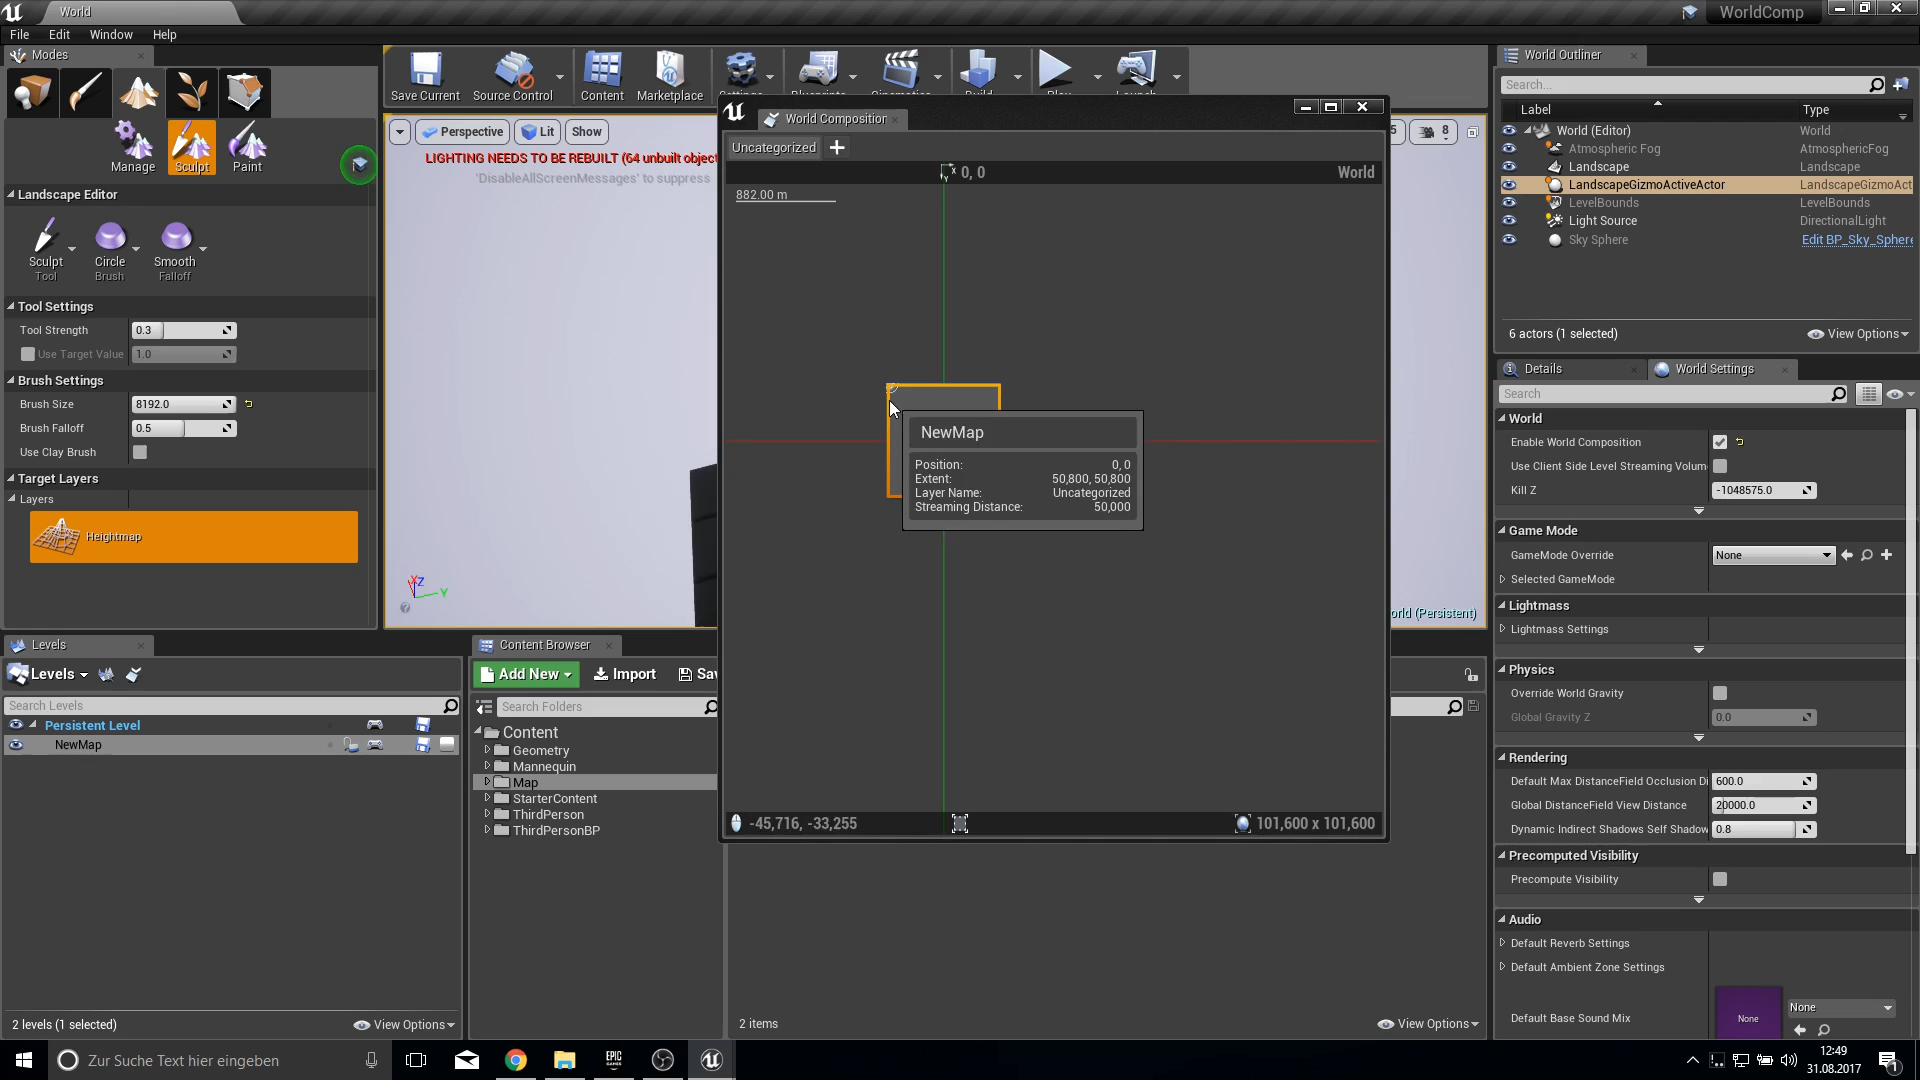 World
WorldComp
File Edit Window Help
Modes
Manage Sculpt Paint
Landscape Editor
Sculpt Circle Smooth
Tool Brush Falloff
Tool Settings
Tool Strength 0.3
Use Target Value 1.0
Brush Settings
Brush Size 8192.0
Brush Falloff 0.5
Use Clay Brush
Target Layers
Layers
Heightmap
Save Current Source Control Content Marketplace
Perspective Lit Show
8
LIGHTING NEEDS TO BE REBUILT (64 unbuilt object
'DisableAllScreenMessages' to suppress
Z
Y
orld (Persistent)
World Composition
Uncategorized
0, 0 World
882.00 m
NewMap
Position: 0, 0
Extent: 50,800, 50,800
Layer Name: Uncategorized
Streaming Distance: 50,000
-45,716, -33,255 101,600 x 101,600
World Outliner
Search...
Label Type
World (Editor) World
Atmospheric Fog AtmosphericFog
Landscape Landscape
LandscapeGizmoActiveActor LandscapeGizmoAct
LevelBounds LevelBounds
Light Source DirectionalLight
Sky Sphere Edit BP_Sky_Sphere
6 actors (1 selected) View Options
Details World Settings
Search
World
Enable World Composition
Use Client Side Level Streaming Volum
Kill Z -1048575.0
Game Mode
GameMode Override None
Selected GameMode
Lightmass
Lightmass Settings
Physics
Override World Gravity
Global Gravity Z 0.0
Rendering
Default Max DistanceField Occlusion Di 600.0
Global DistanceField View Distance 20000.0
Dynamic Indirect Shadows Self Shadow 0.8
Precomputed Visibility
Precompute Visibility
Audio
Default Reverb Settings
Default Ambient Zone Settings
Default Base Sound Mix None None
Levels
Levels
Search Levels
Persistent Level
NewMap
2 levels (1 selected) View Options
Content Browser
Add New Import Sav
Search Folders
Content
Geometry
Mannequin
Map
StarterContent
ThirdPerson
ThirdPersonBP
2 items View Options
Zur Suche Text hier eingeben
EPIC GAMES
12:49
31.08.2017
1